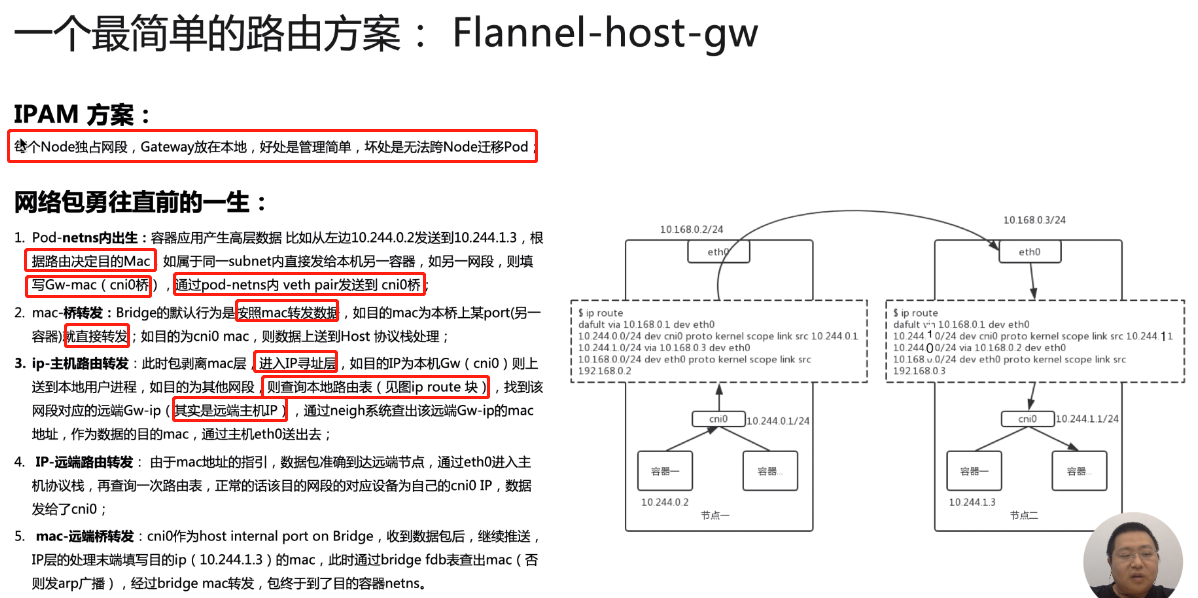 一个最简单的路由方案： Flannel-host-gw
IPAM 方案：
每个Node独占网段，Gateway放在本地，好处是管理简单，坏处是无法跨Node迁移Pod；
网络包勇往直前的一生：
1. Pod-netns内出生：容器应用产生高层数据 比如从左边10.244.0.2发送到10.244.1.3，根
据路由决定目的Mac，如属于同一subnet内直接发给本机另一容器，如另一网段，则填
写Gw-mac（cni0桥），通过pod-netns内 veth pair发送到 cni0桥；
2. mac-桥转发：Bridge的默认行为是按照mac转发数据，如目的mac为本桥上某port(另一
容器)就直接转发；如目的为cni0 mac，则数据上送到Host 协议栈处理；
3. ip-主机路由转发：此时包剥离mac层，进入IP寻址层，如目的IP为本机Gw（cni0）则上
送到本地用户进程，如目的为其他网段，则查询本地路由表（见图ip route 块），找到该
网段对应的远端Gw-ip（其实是远端主机IP），通过neigh系统查出该远端Gw-ip的mac
地址，作为数据的目的mac，通过主机eth0送出去；
4. IP-远端路由转发： 由于mac地址的指引，数据包准确到达远端节点，通过eth0进入主
机协议栈，再查询一次路由表，正常的话该目的网段的对应设备为自己的cni0 IP，数据
发给了cni0；
5. mac-远端桥转发：cni0作为host internal port on Bridge，收到数据包后，继续推送，
IP层的处理末端填写目的ip（10.244.1.3）的mac，此时通过bridge fdb表查出mac（否
则发arp广播），经过bridge mac转发，包终于到了目的容器netns。
10.168.0.2/24
eth0
$ ip route
dafult via 10.168.0.1 dev eth0
10.244.0.0/24 dev cni0 proto kernel scope link src 10.244.0.1
10.244.1.0/24 via 10.168.0.3 dev eth0
10.168.0.0/24 dev eth0 proto kernel scope link src
192.168.0.2
cni0
10.244.0.1/24
容器一
容器二
10.244.0.2
节点一
10.168.0.3/24
eth0
$ ip route
dafult via 10.168.0.1 dev eth0
10.244.1.0/24 dev cni0 proto kernel scope link src 10.244.1.1
10.244.0.0/24 via 10.168.0.2 dev eth0
10.168.0.0/24 dev eth0 proto kernel scope link src
192.168.0.3
cni0
10.244.1.1/24
容器一
容器
10.244.1.3
节点二